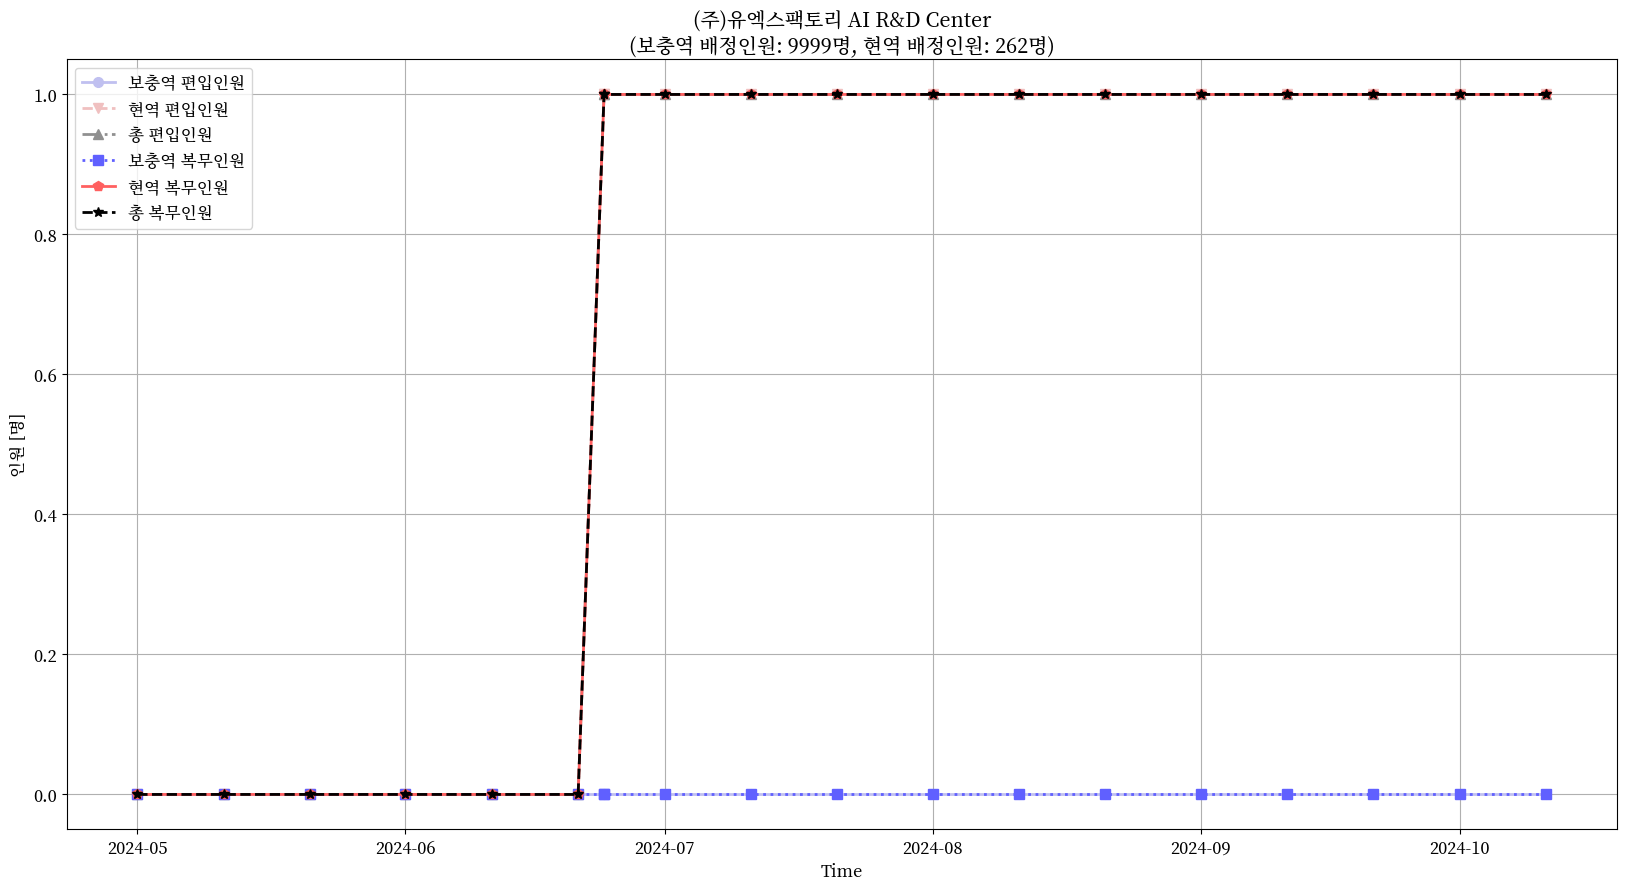 (주)유엑스팩토리 AI R&D Center
(보충역 배정인원: 9999명, 현역 배정인원: 262명)
보충역 편입인원
현역 편입인원
총 편입인원
보충역 복무인원
현역 복무인원
총 복무인원
인원 [명]
1.0
0.8
0.6
0.4
0.2
0.0
2024-05
2024-06
2024-07
2024-08
2024-09
2024-10
Time